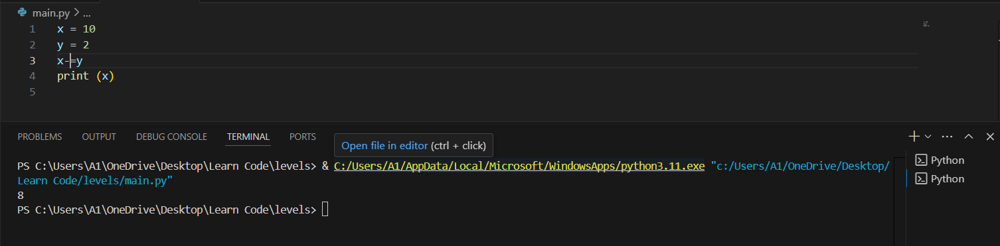 main.py > ...
1 x = 10
2 y = 2
3 x-=y
4 print (x)
5
PROBLEMS OUTPUT DEBUG CONSOLE TERMINAL PORTS
Open file in editor (ctrl + click)
PS C:\Users\A1\OneDrive\Desktop\Learn Code\levels> & C:/Users/A1/AppData/Local/Microsoft/WindowsApps/python3.11.exe "c:/Users/A1/OneDrive/Desktop/
Learn Code/levels/main.py"
8
PS C:\Users\A1\OneDrive\Desktop\Learn Code\levels>
Python
Python